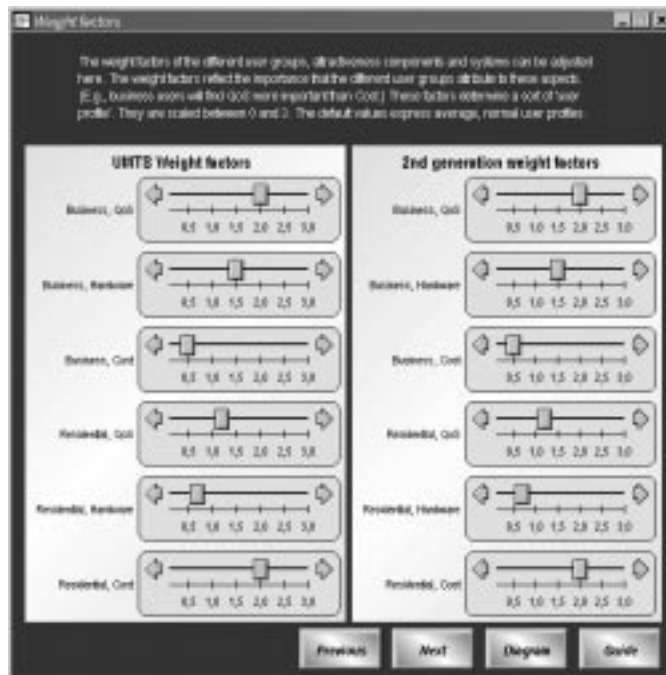 Weight factors
The weight factors of the different user groups, attractiveness components and systems can be adjusted
here. The weight factors reflect the importance that the different user groups attribute to these aspects.
(E.g., business users will find QoS more important than Cost.) These factors determine a sort of 'user
profile'. They are scaled between 0 and 3. The default values express average, normal user profiles.
UMTS Weight factors
Business, QoS
0,5 1,0 1,5 2,0 2,5 3,0
Business, Hardware
0,5 1,0 1,5 2,0 2,5 3,0
Business, Cost
0,5 1,0 1,5 2,0 2,5 3,0
Residential, QoS
0,5 1,0 1,5 2,0 2,5 3,0
Residential, Hardware
0,5 1,0 1,5 2,0 2,5 3,0
Residential, Cost
0,5 1,0 1,5 2,0 2,5 3,0
2nd generation weight factors
Business, QoS
0,5 1,0 1,5 2,0 2,5 3,0
Business, Hardware
0,5 1,0 1,5 2,0 2,5 3,0
Business, Cost
0,5 1,0 1,5 2,0 2,5 3,0
Residential, QoS
0,5 1,0 1,5 2,0 2,5 3,0
Residential, Hardware
0,5 1,0 1,5 2,0 2,5 3,0
Residential, Cost
0,5 1,0 1,5 2,0 2,5 3,0
Previous
Next
Diagram
Guide